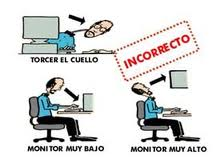 TORCER EL CUELLO
INCORRECTO
MONITOR MUY BAJO
MONITOR MUY ALTO